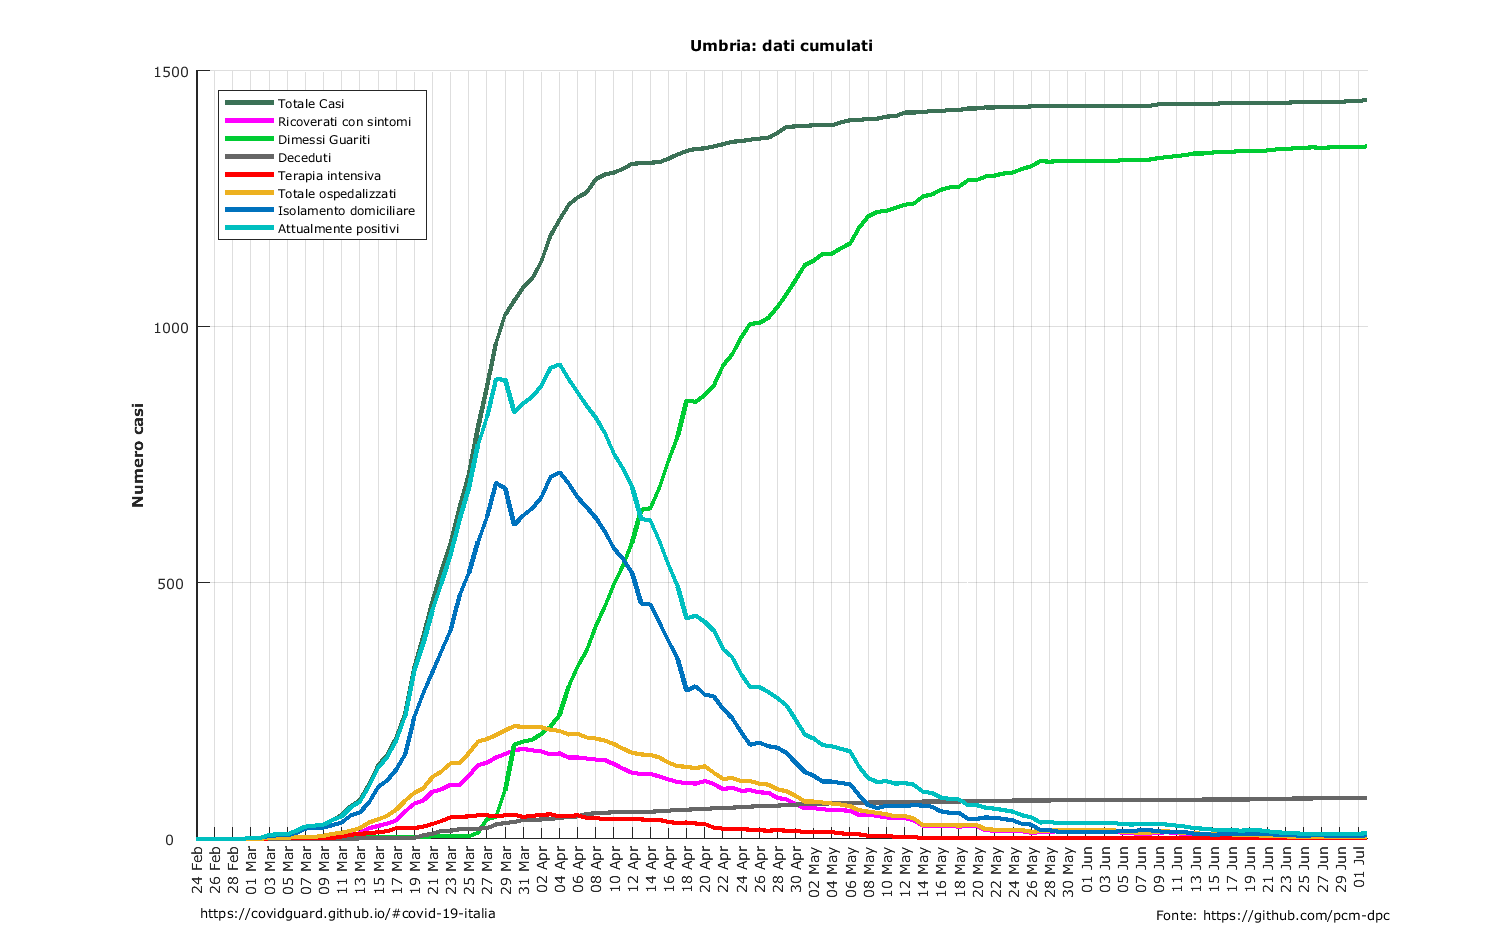 Umbria: dati cumulati
1500
1000
500
0
Numero casi
Totale Casi
Ricoverati con sintomi
Dimessi Guariti
Deceduti
Terapia intensiva
Totale ospedalizzati
Isolamento domiciliare
Attualmente positivi
24 Feb
26 Feb
28 Feb
01 Mar
03 Mar
05 Mar
07 Mar
09 Mar
11 Mar
13 Mar
15 Mar
17 Mar
19 Mar
21 Mar
23 Mar
25 Mar
27 Mar
29 Mar
31 Mar
02 Apr
04 Apr
06 Apr
08 Apr
10 Apr
12 Apr
14 Apr
16 Apr
18 Apr
20 Apr
22 Apr
24 Apr
26 Apr
28 Apr
30 Apr
02 May
04 May
06 May
08 May
10 May
12 May
14 May
16 May
18 May
20 May
22 May
24 May
26 May
28 May
30 May
01 Jun
03 Jun
05 Jun
07 Jun
09 Jun
11 Jun
13 Jun
15 Jun
17 Jun
19 Jun
21 Jun
23 Jun
25 Jun
27 Jun
29 Jun
01 Jul
https://covidguard.github.io/#covid-19-italia
Fonte: https://github.com/pcm-dpc